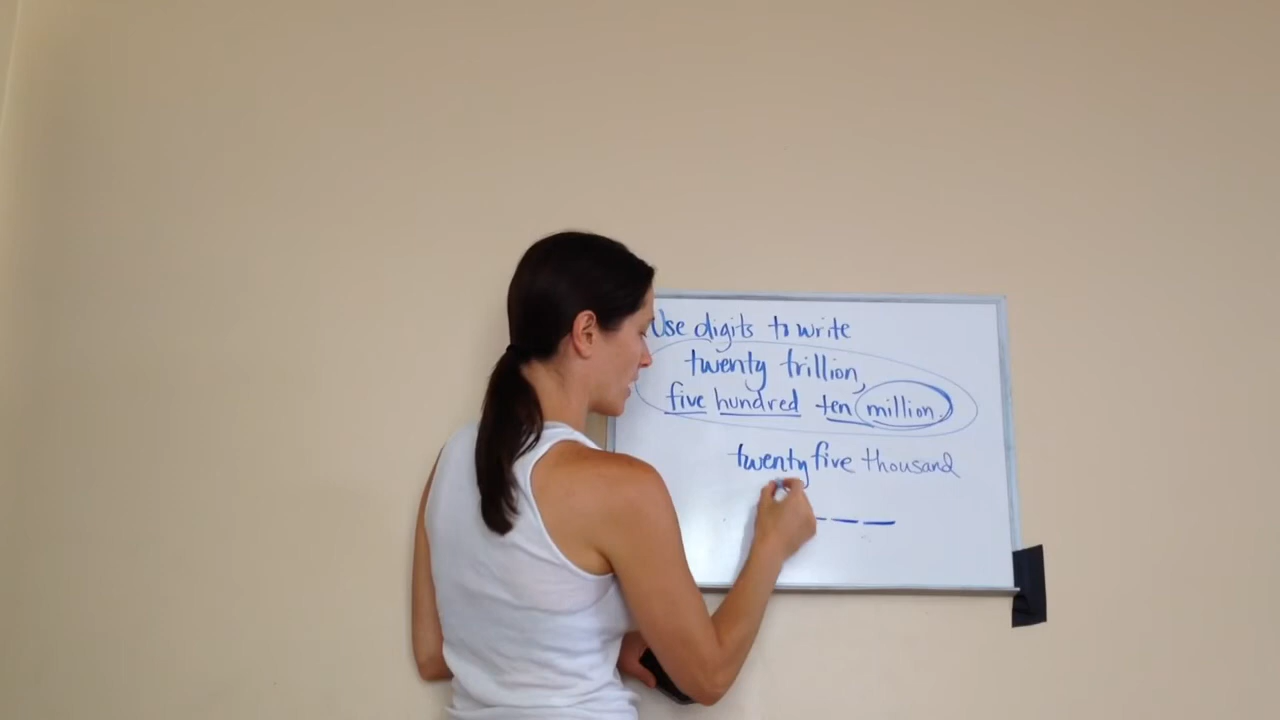 Use digits to write
twenty trillion,
five hundred ten million.
twenty five thousand